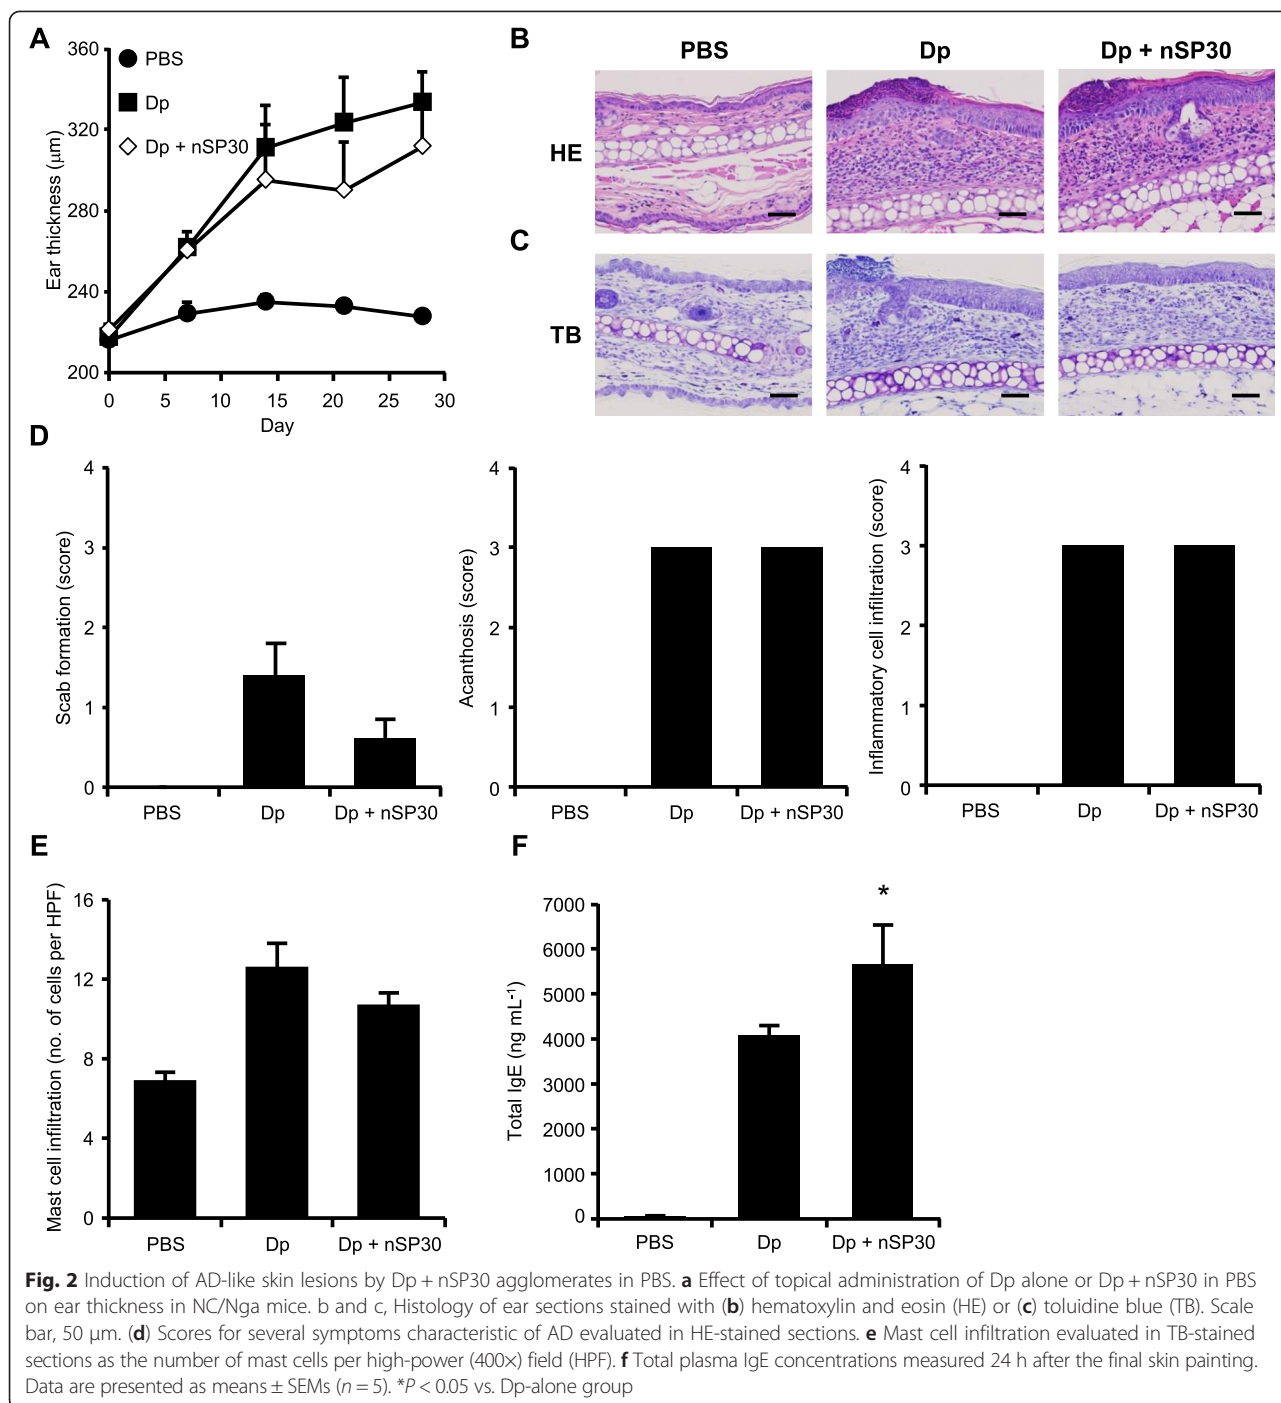 A
360
320
280
240
200
Ear thickness (μm)
PBS
Dp
Dp + nSP30
0 5 10 15 20 25 30
Day
B
PBS Dp Dp + nSP30
HE
C
TB
D
4
3
2
1
0
Scab formation (score)
PBS Dp Dp + nSP30
4
3
2
1
0
Acanthosis (score)
PBS Dp Dp + nSP30
4
3
2
1
0
Inflammatory cell infiltration (score)
PBS Dp Dp + nSP30
E
16
12
8
4
0
Mast cell infiltration (no. of cells per HPF)
PBS Dp Dp + nSP30
F
*
7000
6000
5000
4000
3000
2000
1000
0
Total IgE (ng mL⁻¹)
PBS Dp Dp + nSP30
Fig. 2 Induction of AD-like skin lesions by Dp + nSP30 agglomerates in PBS. a Effect of topical administration of Dp alone or Dp + nSP30 in PBS
on ear thickness in NC/Nga mice. b and c, Histology of ear sections stained with (b) hematoxylin and eosin (HE) or (c) toluidine blue (TB). Scale
bar, 50 μm. (d) Scores for several symptoms characteristic of AD evaluated in HE-stained sections. e Mast cell infiltration evaluated in TB-stained
sections as the number of mast cells per high-power (400×) field (HPF). f Total plasma IgE concentrations measured 24 h after the final skin painting.
Data are presented as means ± SEMs (n = 5). *P < 0.05 vs. Dp-alone group